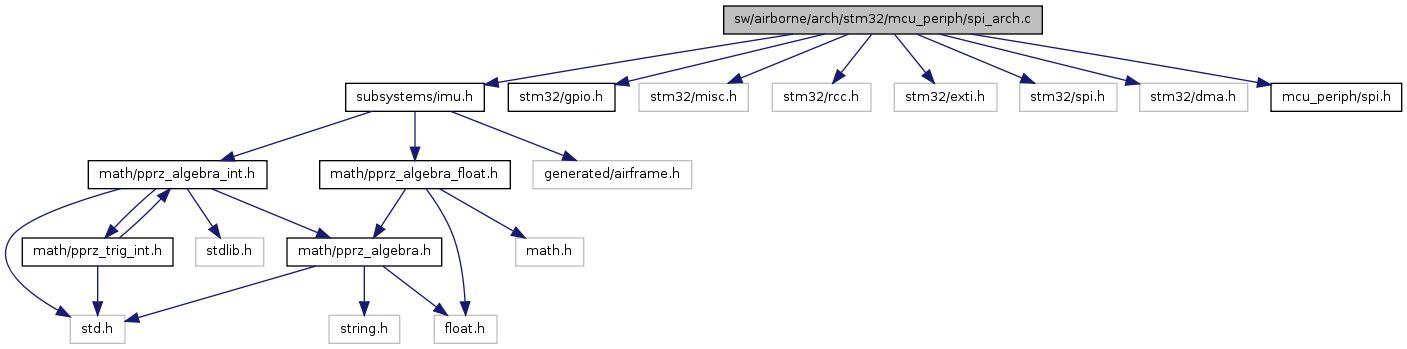 sw/airborne/arch/stm32/mcu_periph/spi_arch.c
subsystems/imu.h
stm32/gpio.h
stm32/misc.h
stm32/rcc.h
stm32/exti.h
stm32/spi.h
stm32/dma.h
mcu_periph/spi.h
math/pprz_algebra_int.h
math/pprz_algebra_float.h
generated/airframe.h
math/pprz_trig_int.h
stdlib.h
math/pprz_algebra.h
math.h
std.h
string.h
float.h